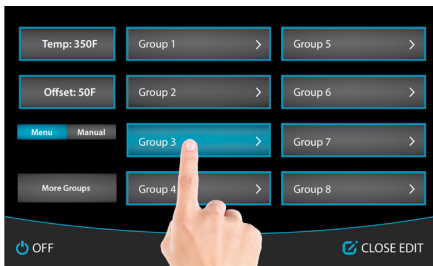 Temp: 350F
Group 1
Group 5
Offset: 50F
Group 2
Group 6
Menu Manual
Group 3
Group 7
More Groups
Group 4
Group 8
OFF
CLOSE EDIT